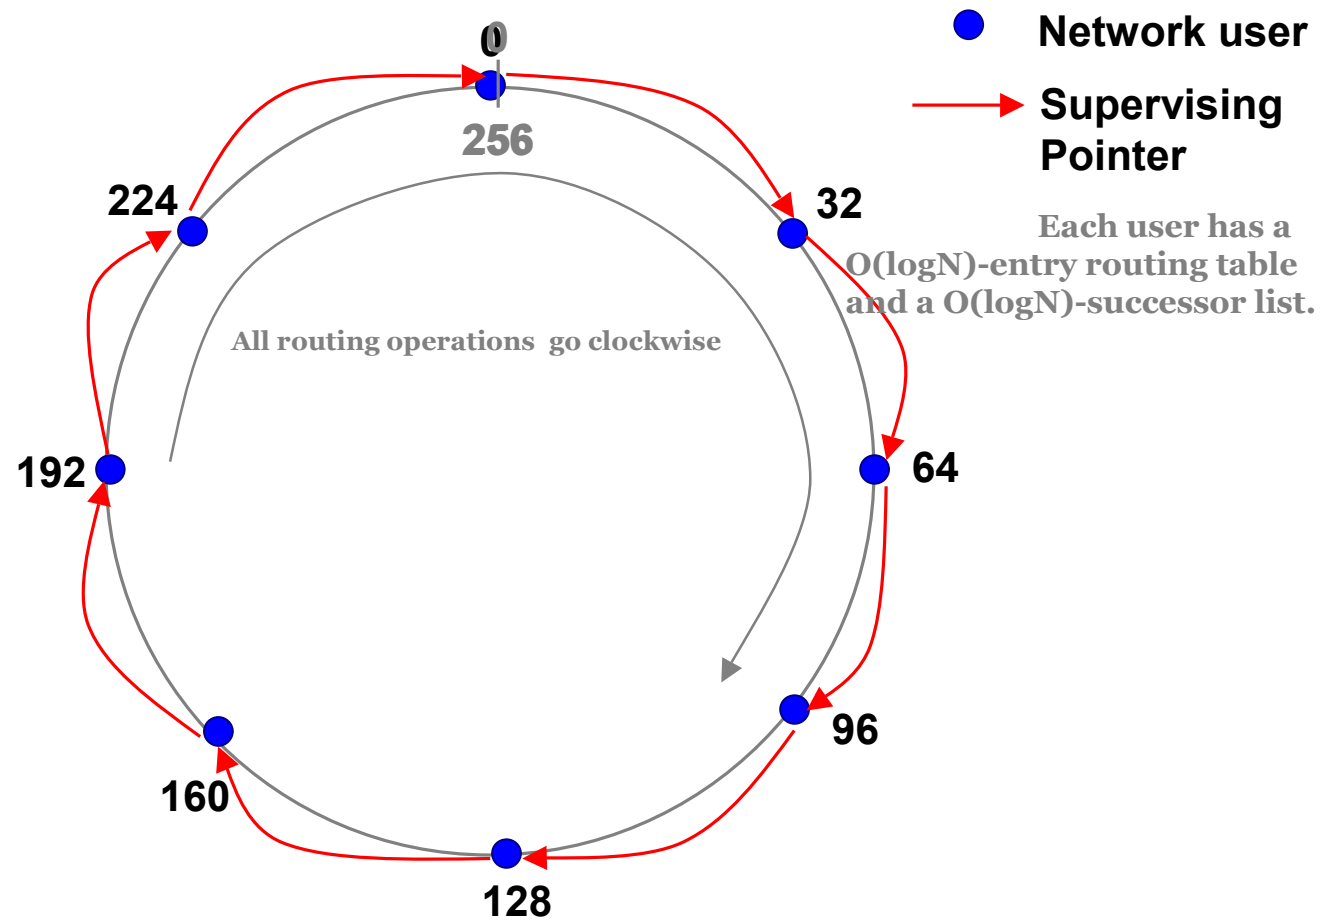 0
0
256
Network user
Supervising
Pointer
224
32
Each user has a
O(logN)-entry routing table
and a O(logN)-successor list.
All routing operations go clockwise
192
64
96
160
128